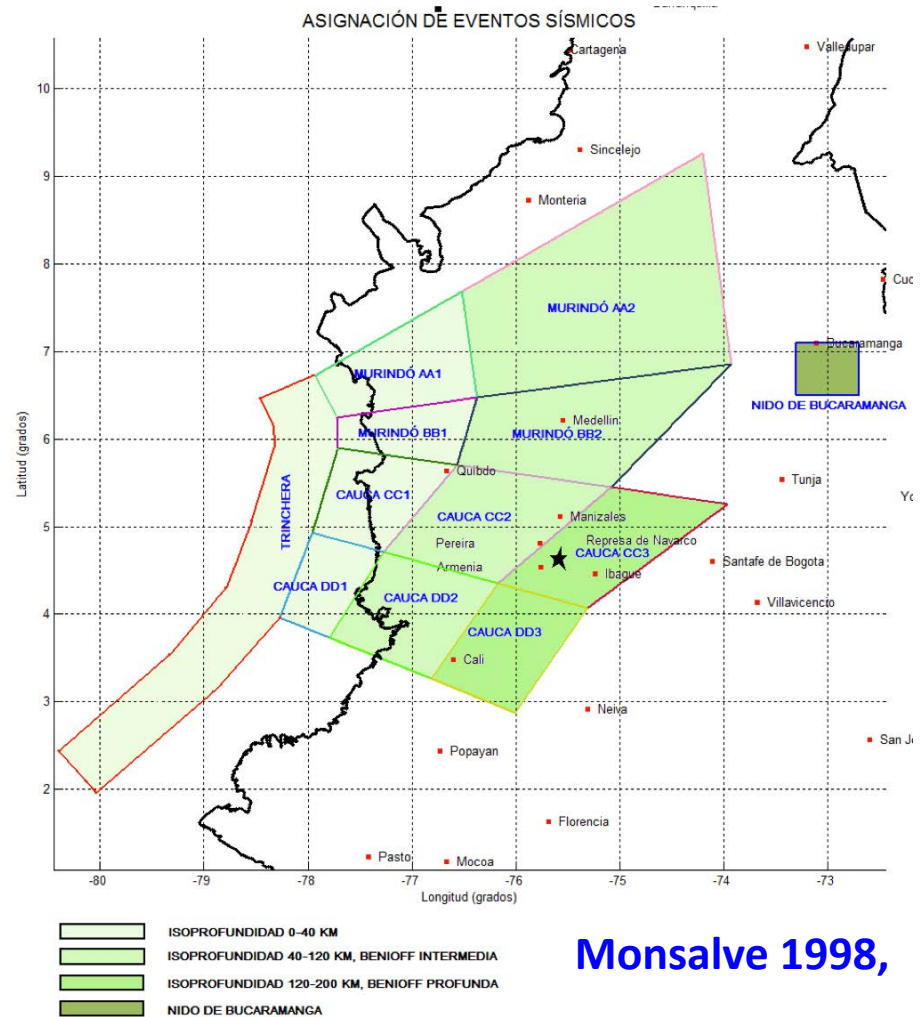 ASIGNACIÓN DE EVENTOS SÍSMICOS
Cartagena
Valledupar
10
Sincelejo
9
Monteria
8
Cuc
MURINDÓ AA2
7
Bucaramanga
MURINDÓ AA1
NIDO DE BUCARAMANGA
Medellin
6
MURINDÓ BB1
MURINDÓ BB2
Quibdo
Tunja
CAUCA CC1
Yo
CAUCA CC2
Manizales
5
TRINCHERA
Pereira
Represa de Navarco
CAUCA CC3
Santafe de Bogota
Armenia
Ibague
CAUCA DD1
CAUCA DD2
Villavicencio
4
CAUCA DD3
Cali
3
Neiva
San Jo
Popayan
2
Florencia
Pasto
Mocoa
Latitud (grados)
-80 -79 -78 -77 -76 -75 -74 -73
Longitud (grados)
ISOPROFUNDIDAD 0-40 KM
ISOPROFUNDIDAD 40-120 KM, BENIOFF INTERMEDIA
ISOPROFUNDIDAD 120-200 KM, BENIOFF PROFUNDA
NIDO DE BUCARAMANGA
Monsalve 1998,